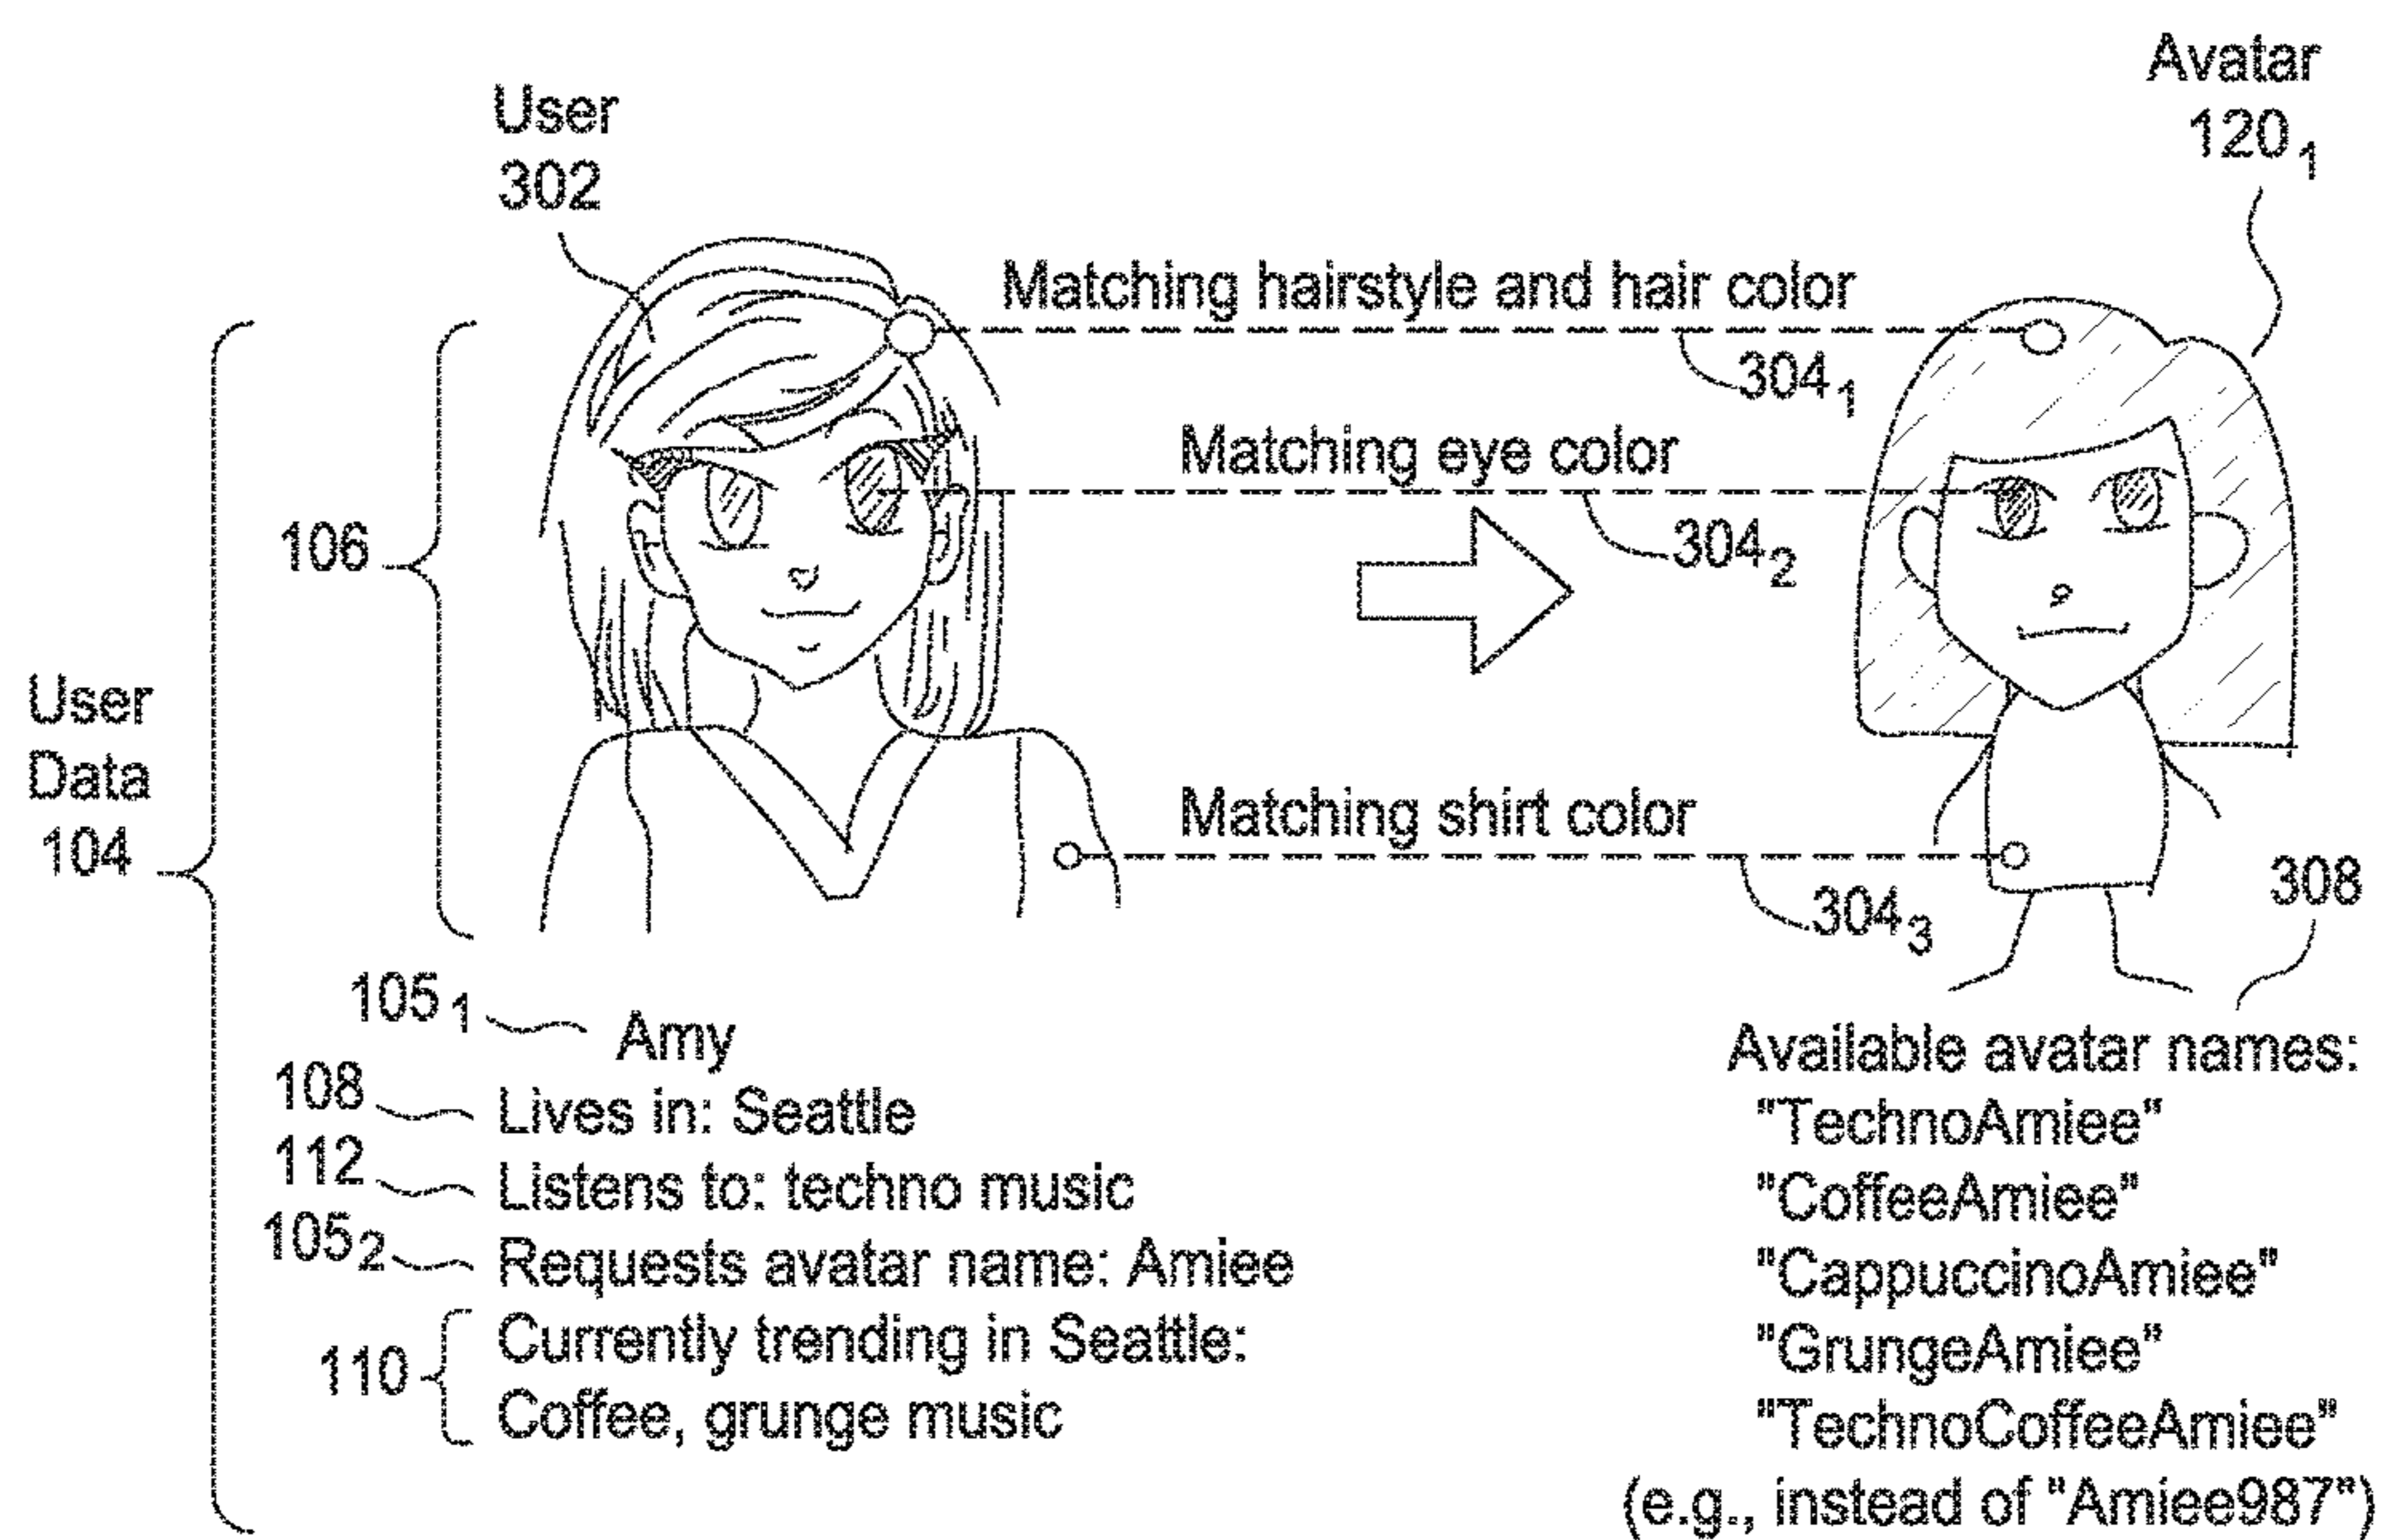 User
302
Avatar
120₁
Matching hairstyle and hair color
304₁
Matching eye color
304₂
106
User
Data
104
Matching shirt color
304₃
308
105₁ Amy
108 Lives in: Seattle
112 Listens to: techno music
105₂ Requests avatar name: Amiee
110 Currently trending in Seattle:
Coffee, grunge music
Available avatar names:
"TechnoAmiee"
"CoffeeAmiee"
"CappuccinoAmiee"
"GrungeAmiee"
"TechnoCoffeeAmiee"
(e.g., instead of "Amiee987")